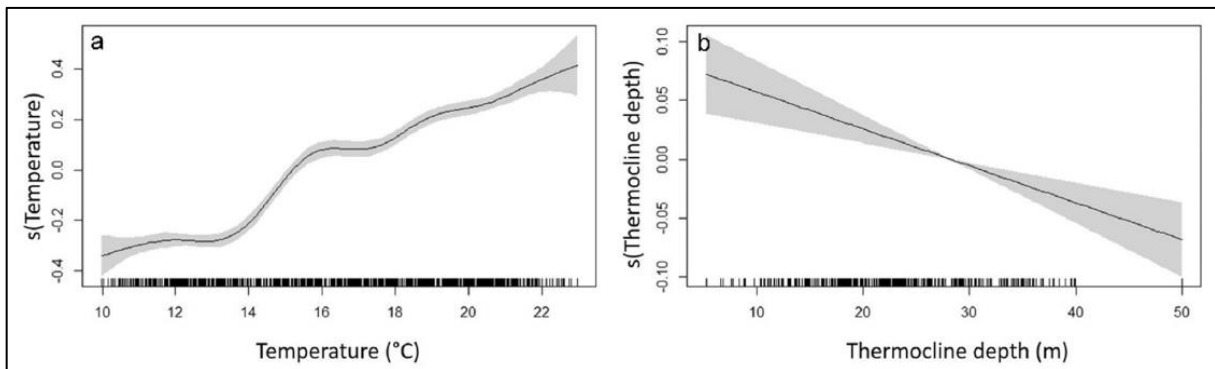 a
s(Temperature)
0.4
0.2
0.0
-0.2
-0.4
10 12 14 16 18 20 22
Temperature (°C)
b
s(Thermocline depth)
0.10
0.05
0.00
-0.05
-0.10
10 20 30 40 50
Thermocline depth (m)